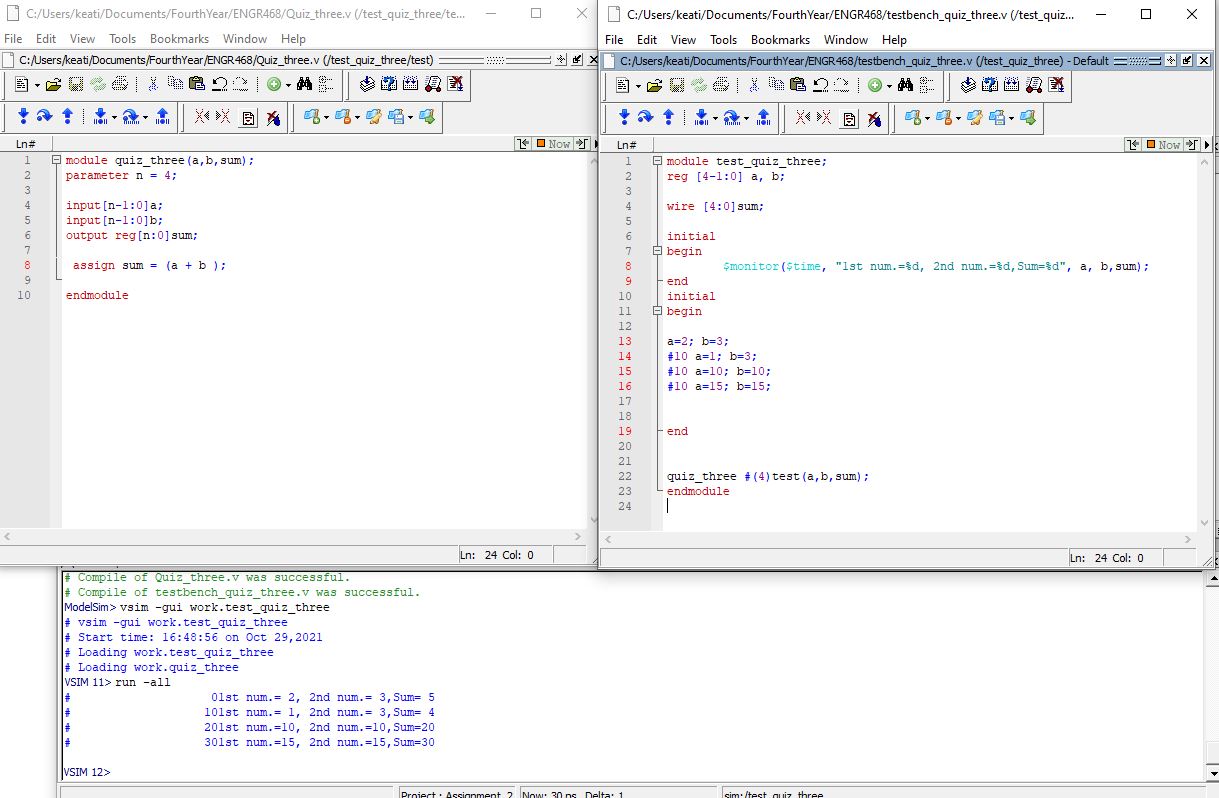 C:/Users/keati/Documents/FourthYear/ENGR468/Quiz_three.v (/test_quiz_three/te...
File Edit View Tools Bookmarks Window Help
C:/Users/keati/Documents/FourthYear/ENGR468/Quiz_three.v (/test_quiz_three/test)
Ln#
Now
1 module quiz_three(a,b,sum);
2 parameter n = 4;
3
4 input[n-1:0]a;
5 input[n-1:0]b;
6 output reg[n:0]sum;
7
8 assign sum = (a + b );
9
10 endmodule
Ln: 24 Col: 0
C:/Users/keati/Documents/FourthYear/ENGR468/testbench_quiz_three.v (/test_quiz...
File Edit View Tools Bookmarks Window Help
C:/Users/keati/Documents/FourthYear/ENGR468/testbench_quiz_three.v (/test_quiz_three) - Default
Ln#
Now
1 module test_quiz_three;
2 reg [4-1:0] a, b;
3
4 wire [4:0]sum;
5
6 initial
7 begin
8 $monitor($time, "1st num.=%d, 2nd num.=%d,Sum=%d", a, b,sum);
9 end
10 initial
11 begin
12
13 a=2; b=3;
14 #10 a=1; b=3;
15 #10 a=10; b=10;
16 #10 a=15; b=15;
17
18
19 end
20
21
22 quiz_three #(4)test(a,b,sum);
23 endmodule
24
Ln: 24 Col: 0
# Compile of Quiz_three.v was successful.
# Compile of testbench_quiz_three.v was successful.
ModelSim> vsim -gui work.test_quiz_three
# vsim -gui work.test_quiz_three
# Start time: 16:48:56 on Oct 29,2021
# Loading work.test_quiz_three
# Loading work.quiz_three
VSIM 11> run -all
# 01st num.= 2, 2nd num.= 3,Sum= 5
# 101st num.= 1, 2nd num.= 3,Sum= 4
# 201st num.=10, 2nd num.=10,Sum=20
# 301st num.=15, 2nd num.=15,Sum=30
VSIM 12>
Project : Assignment_2 Now: 30 ps Delta: 1 sim:/test_quiz_three